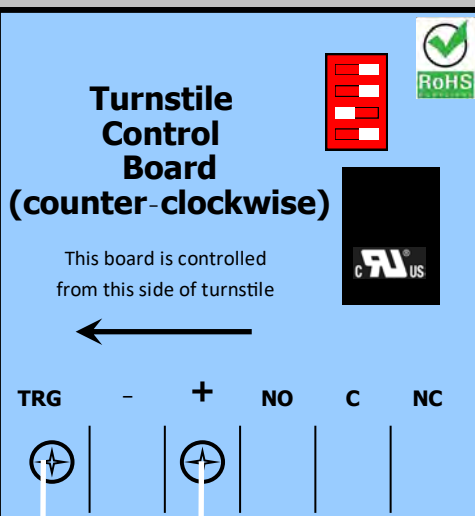 RoHS
Turnstile
Control
Board
(counter-clockwise)
This board is controlled
from this side of turnstile
c RU ® US
TRG - + NO C NC